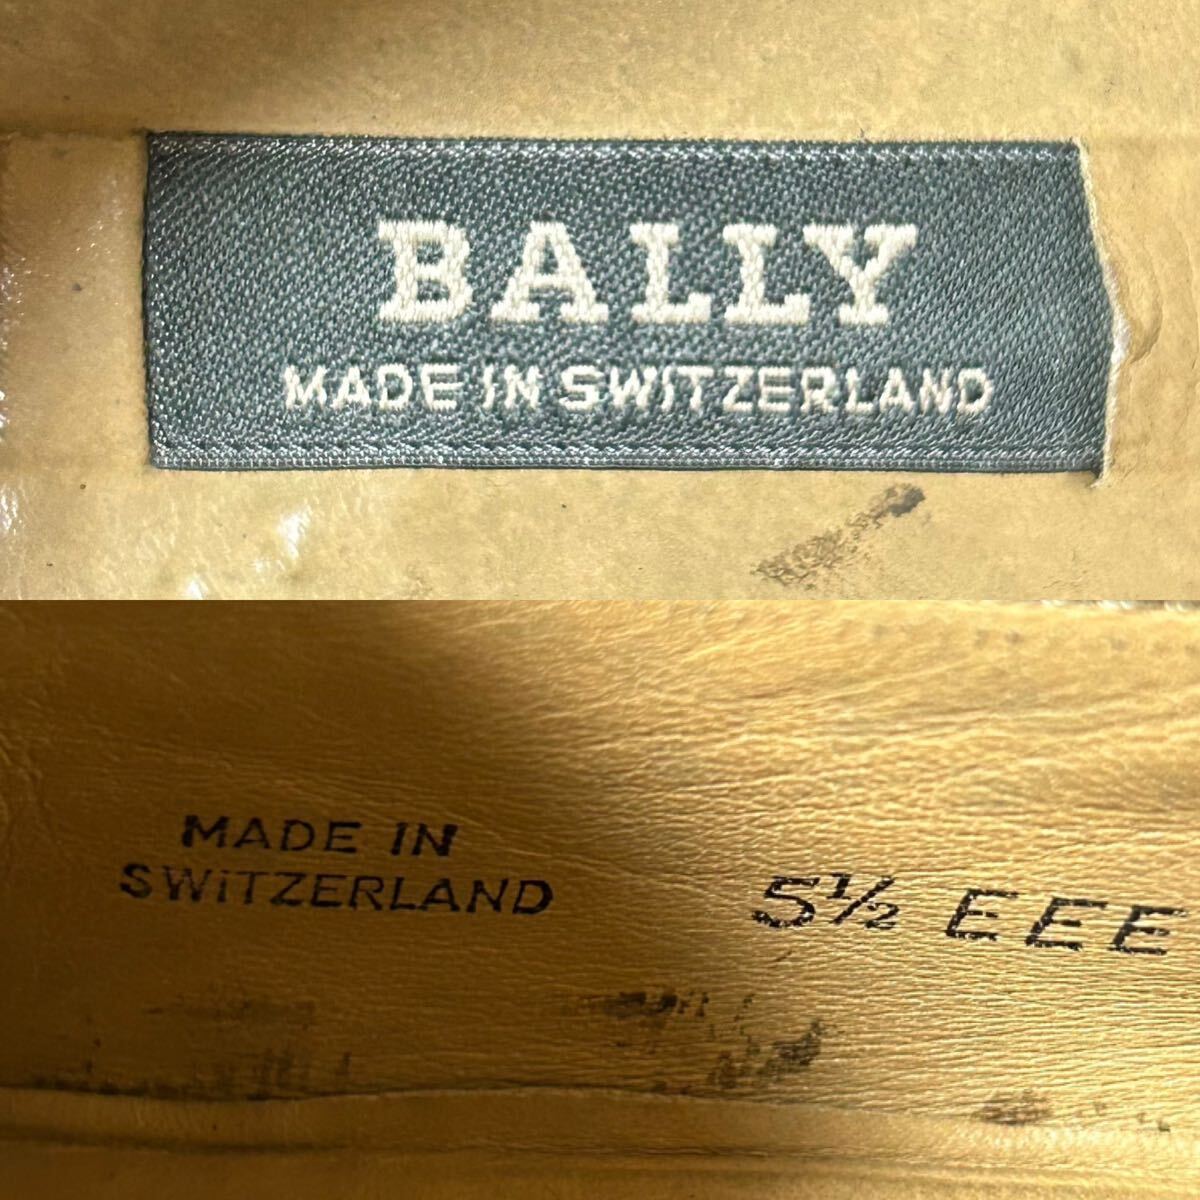 BALLY
MADE IN SWITZERLAND
MADE IN
SWITZERLAND
5½ EEE